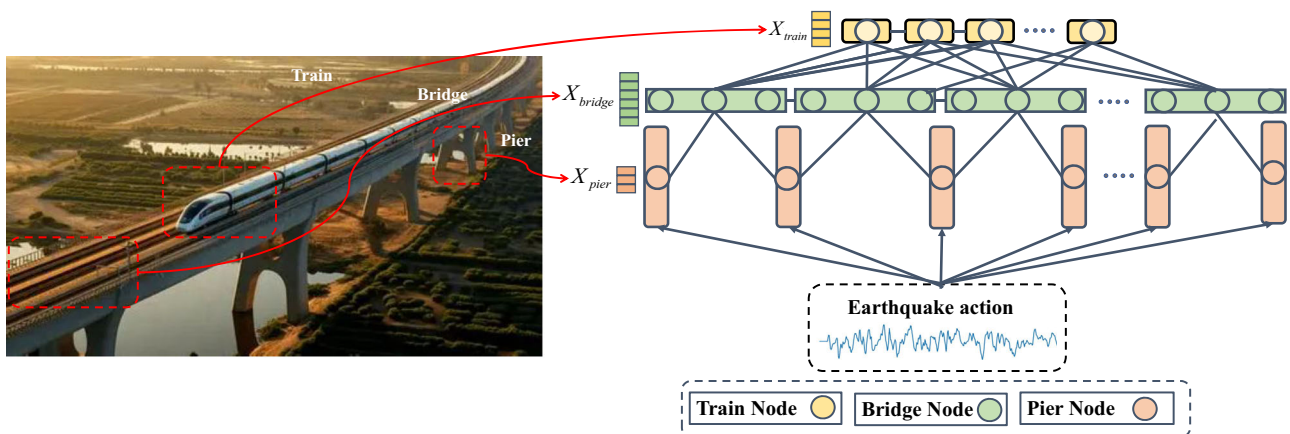 X_train
Train
Bridge
X_bridge
Pier
X_pier
Earthquake action
Train Node
Bridge Node
Pier Node